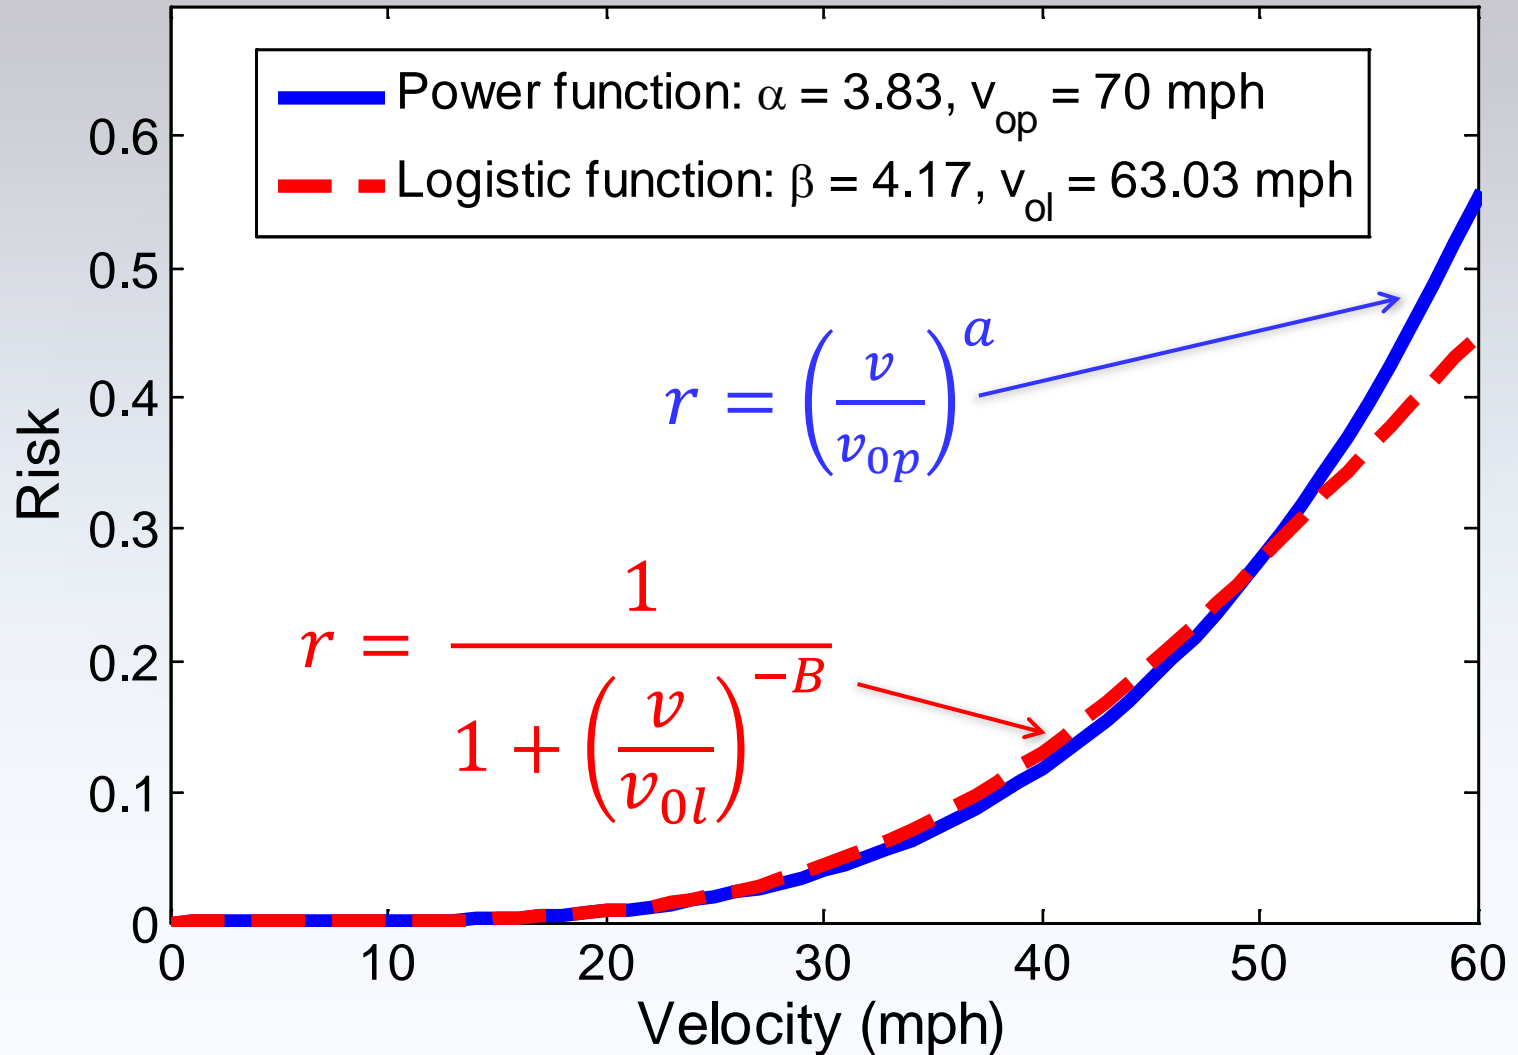 Power function: α = 3.83, v_op = 70 mph
Logistic function: β = 4.17, v_ol = 63.03 mph
r = (v/v_0p)^a
r = 1/(1 + (v/v_0l)^−B)
Risk
0.6
0.5
0.4
0.3
0.2
0.1
0
0 10 20 30 40 50 60
Velocity (mph)